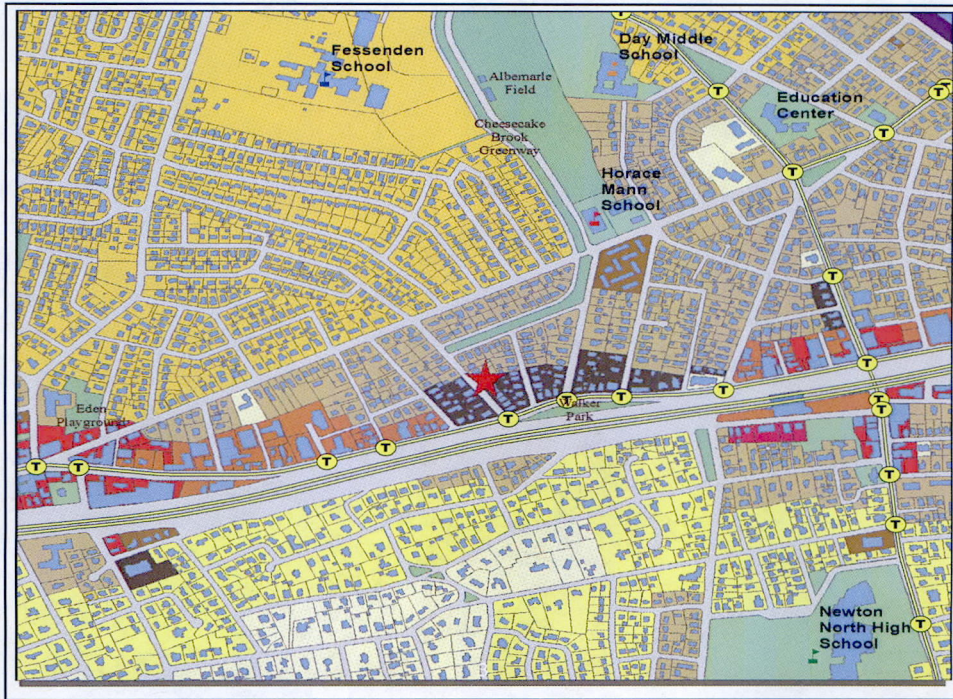 Fessenden
School
Day Middle
School
Albemarle
Field
Education
Center
Cheesecake
Brook
Greenway
Horace
Mann
School
T
T
T
T
T
T
T
Eden
Playground
Walker
Park
T
T
T
T
T
T
T
T
T
T
T
T
Newton
North High
School